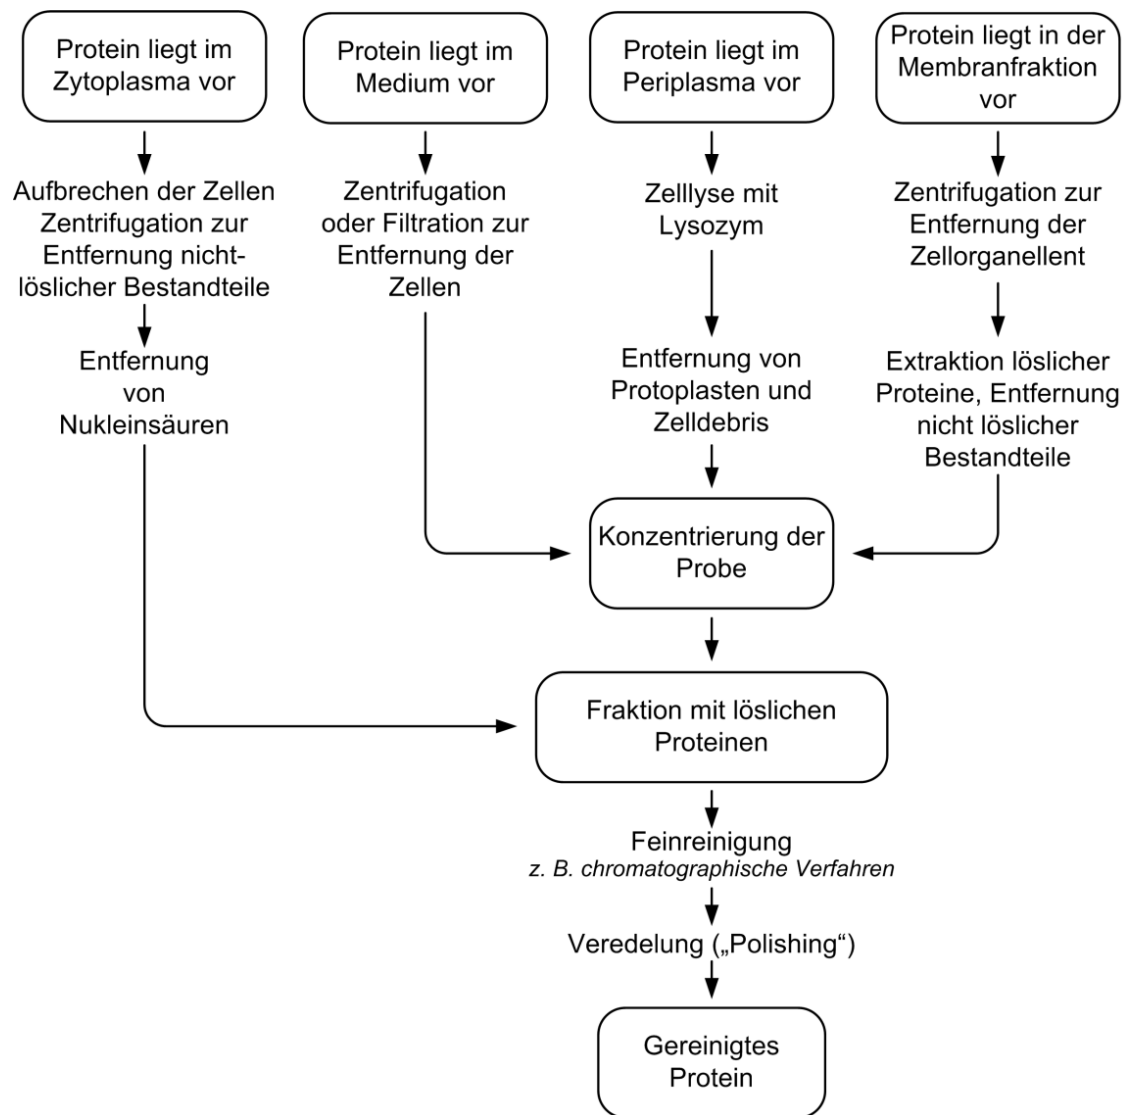 Protein liegt im
Zytoplasma vor
Protein liegt im
Medium vor
Protein liegt im
Periplasma vor
Protein liegt in der
Membranfraktion
vor
Aufbrechen der Zellen
Zentrifugation zur
Entfernung nicht-
löslicher Bestandteile
Zentrifugation
oder Filtration zur
Entfernung der
Zellen
Zelllyse mit
Lysozym
Zentrifugation zur
Entfernung der
Zellorganellent
Entfernung
von
Nukleinsäuren
Entfernung von
Protoplasten und
Zelldebris
Extraktion löslicher
Proteine, Entfernung
nicht löslicher
Bestandteile
Konzentrierung der
Probe
Fraktion mit löslichen
Proteinen
Feinreinigung
z. B. chromatographische Verfahren
Veredelung („Polishing“)
Gereinigtes
Protein